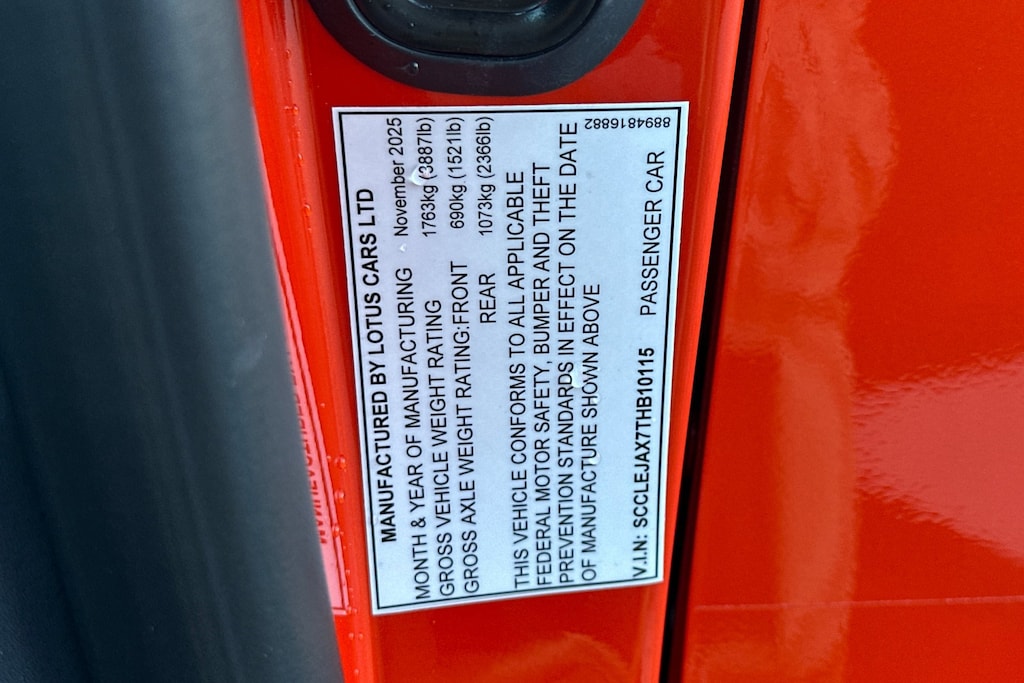 MANUFACTURED BY LOTUS CARS LTD
MONTH & YEAR OF MANUFACTURING November 2025
GROSS VEHICLE WEIGHT RATING 1763kg (3887lb)
GROSS AXLE WEIGHT RATING:FRONT 690kg (1521lb)
REAR 1073kg (2366lb)
THIS VEHICLE CONFORMS TO ALL APPLICABLE
FEDERAL MOTOR SAFETY, BUMPER AND THEFT
PREVENTION STANDARDS IN EFFECT ON THE DATE
OF MANUFACTURE SHOWN ABOVE
V.I.N: SCCLEJAX7THB10115 PASSENGER CAR
8894816882